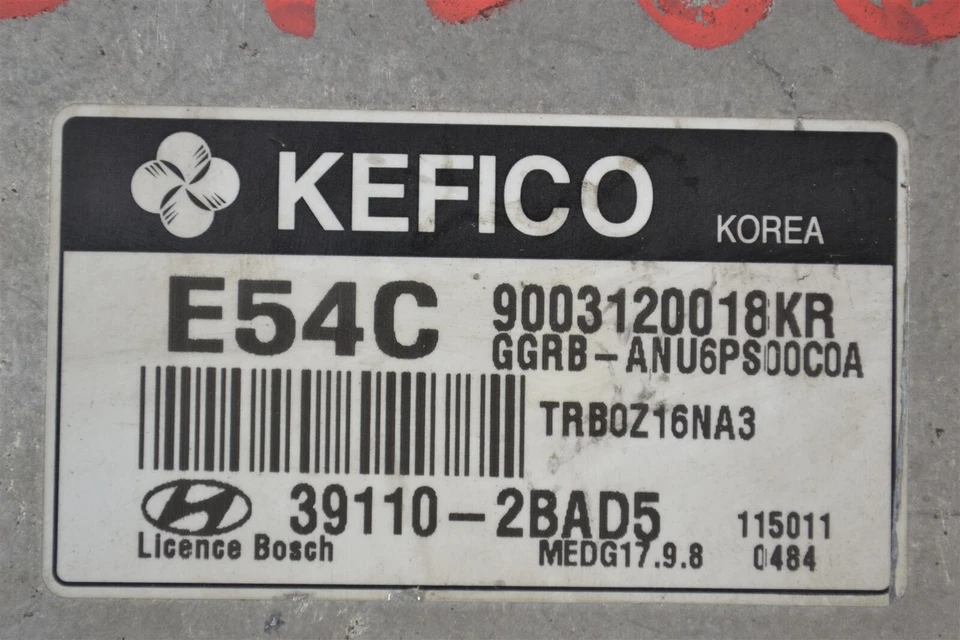 KEFICO KOREA
E54C 9003120018KR
GGRB-ANU6PS00C0A
TRB0Z16NA3
39110-2BAD5 115011
Licence Bosch MEDG17.9.8 0484